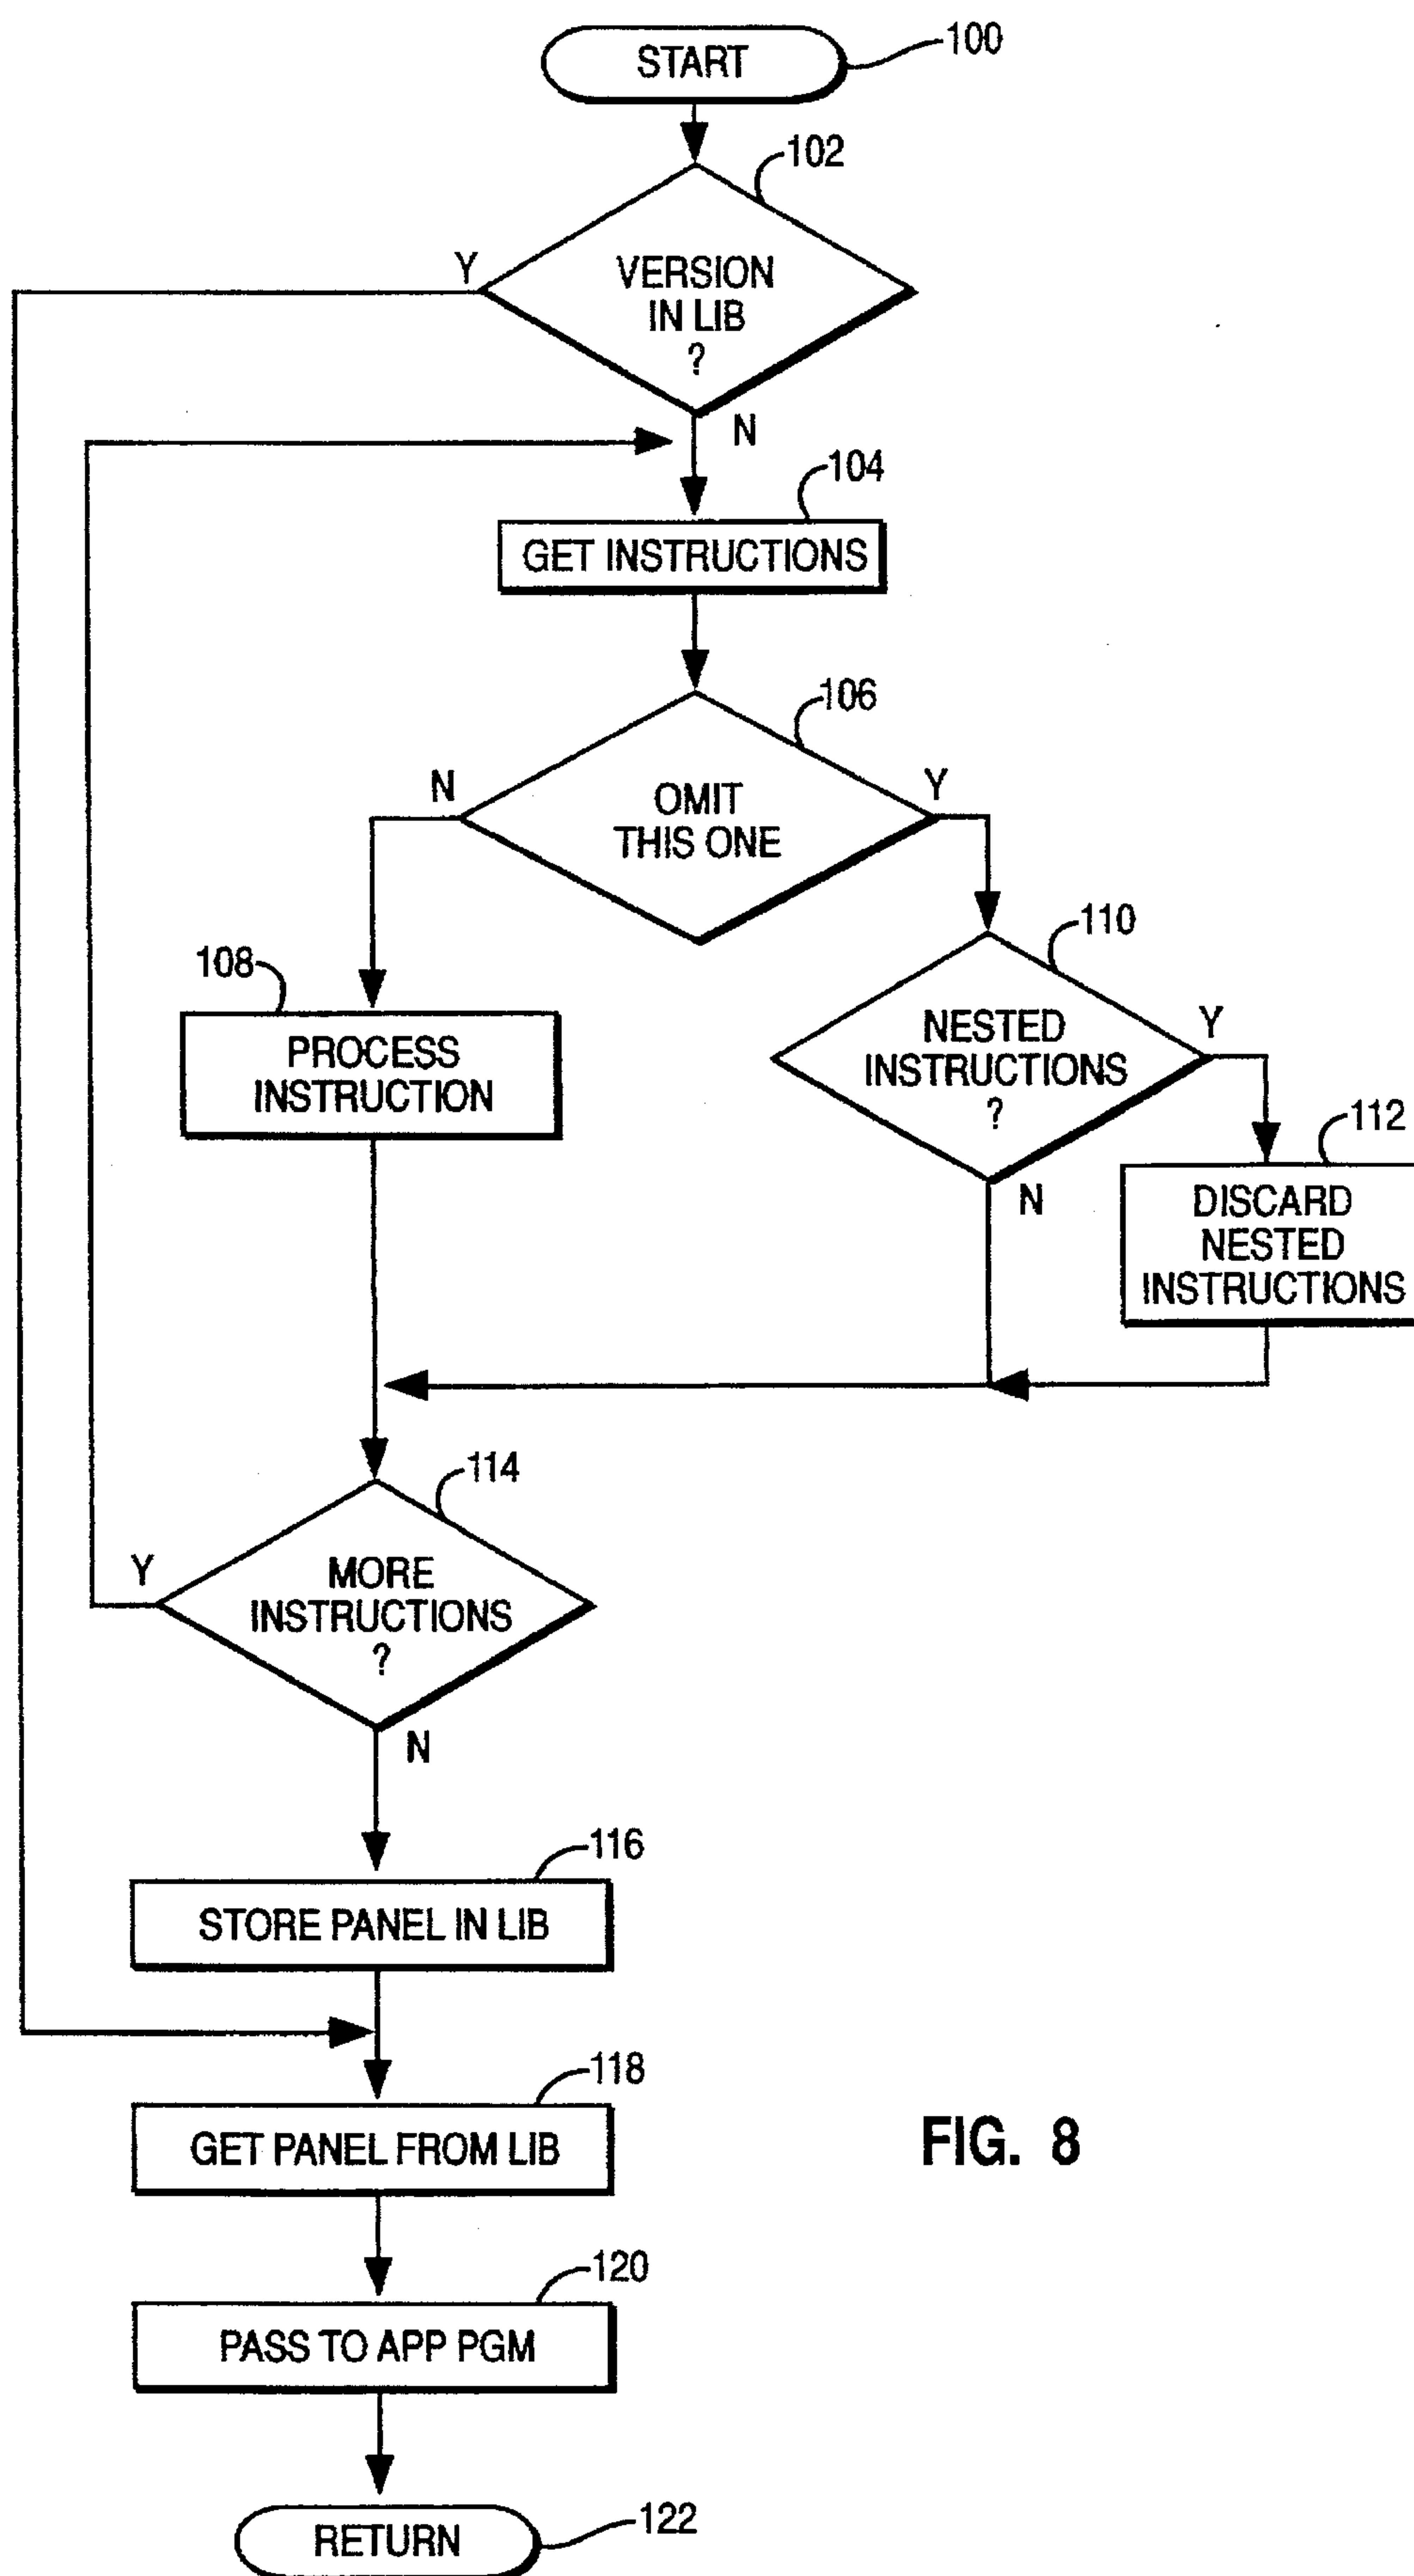 START
100
102
Y
VERSION
IN LIB
?
N
104
GET INSTRUCTIONS
106
N
Y
OMIT
THIS ONE
108
110
PROCESS
INSTRUCTION
NESTED
INSTRUCTIONS
?
Y
N
112
DISCARD
NESTED
INSTRUCTIONS
114
Y
MORE
INSTRUCTIONS
?
N
116
STORE PANEL IN LIB
118
GET PANEL FROM LIB
FIG. 8
120
PASS TO APP PGM
RETURN
122